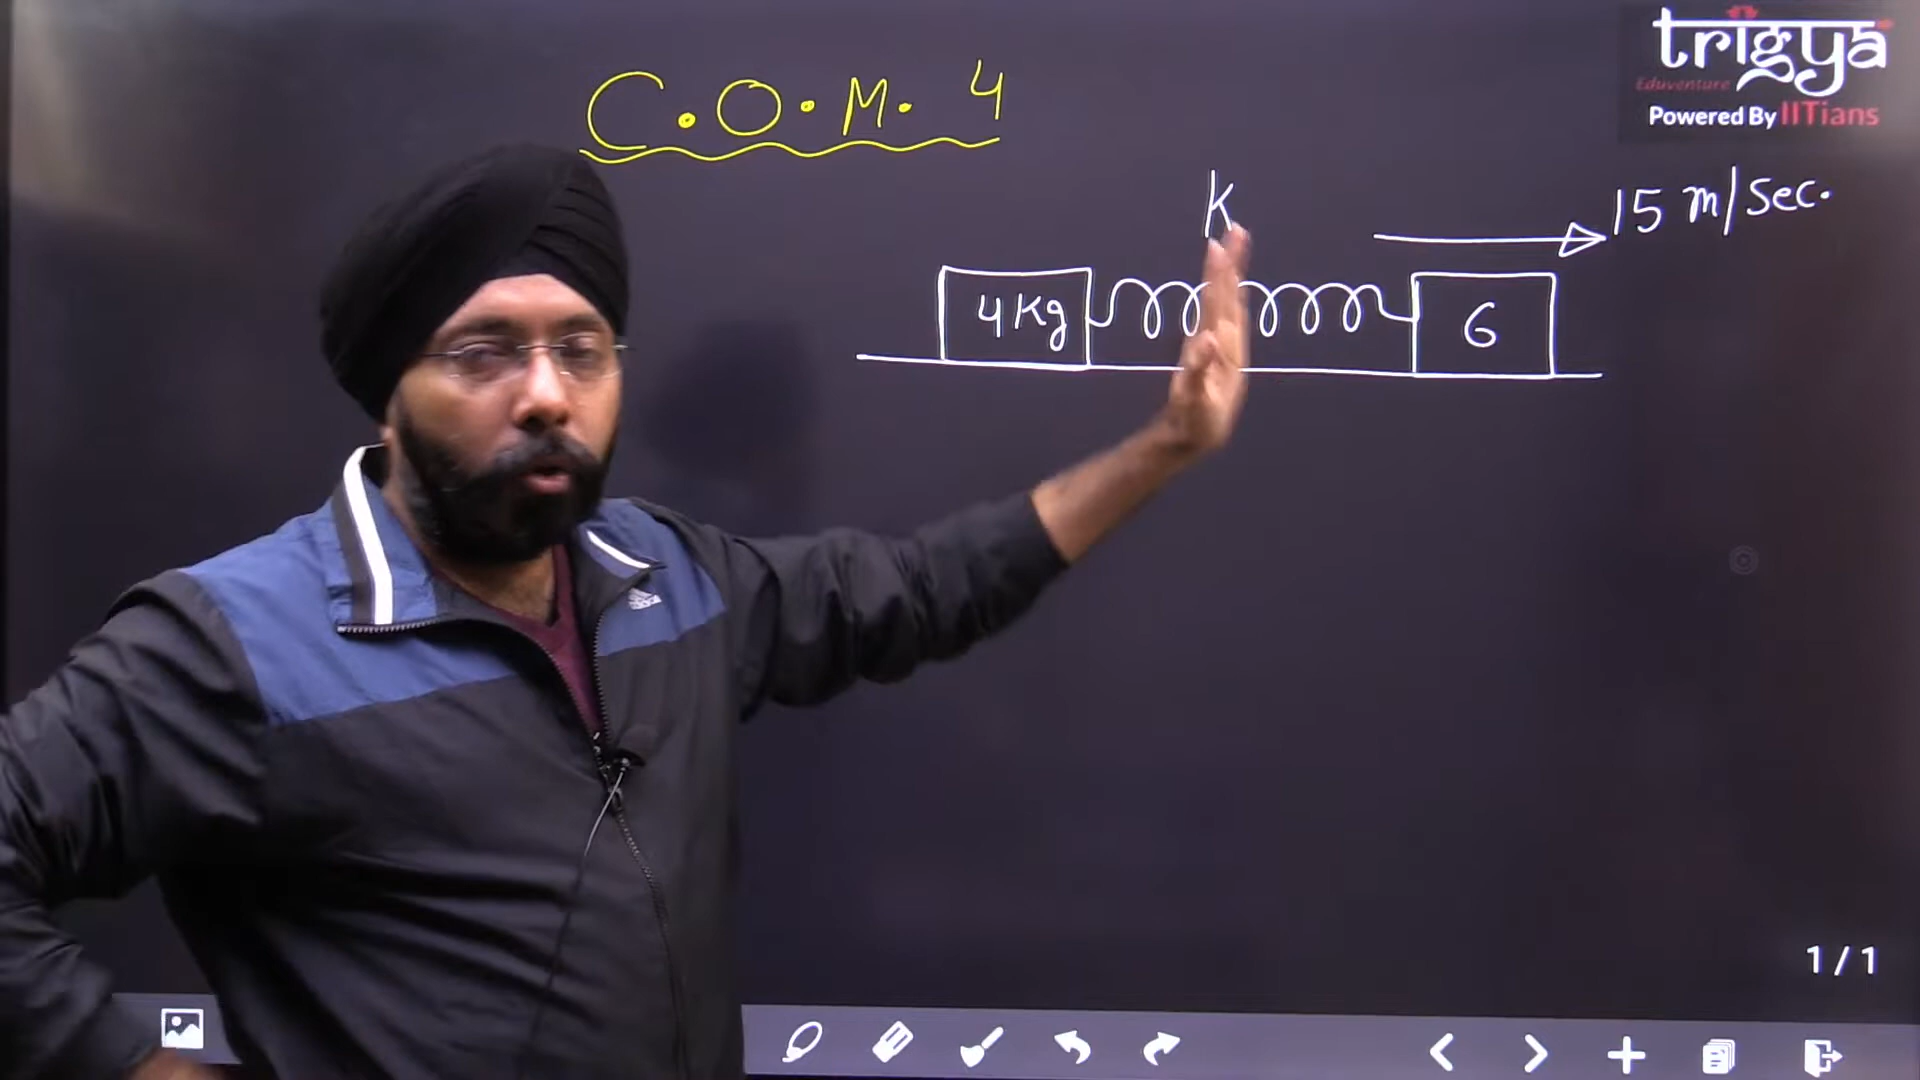 trigya
Eduventure
Powered By IITians
C.O.M. 4
K
15 m/sec.
4kg
6
1/1